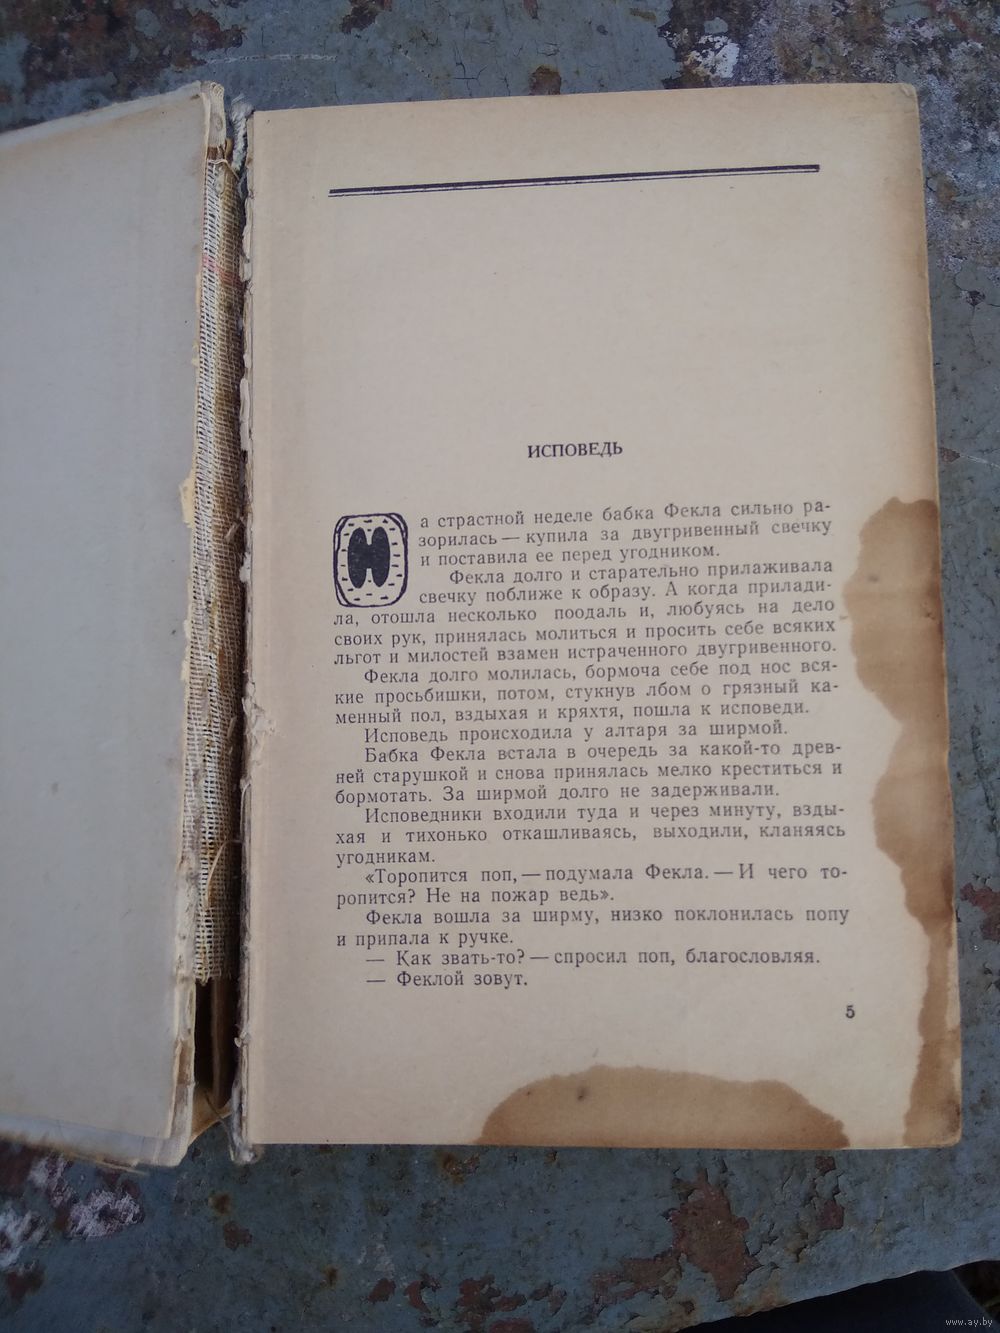 ИСПОВЕДЬ
На страстной неделе бабка Фекла сильно ра-
зорилась — купила за двугривенный свечку
и поставила ее перед угодником.
Фекла долго и старательно прилаживала
свечку поближе к образу. А когда прилади-
ла, отошла несколько поодаль и, любуясь на дело
своих рук, принялась молиться и просить себе всяких
льгот и милостей взамен истраченного двугривенного.
Фекла долго молилась, бормоча себе под нос вся-
кие просьбишки, потом, стукнув лбом о грязный ка-
менный пол, вздыхая и кряхтя, пошла к исповеди.
Исповедь происходила у алтаря за ширмой.
Бабка Фекла встала в очередь за какой-то древ-
ней старушкой и снова принялась мелко креститься и
бормотать. За ширмой долго не задерживали.
Исповедники входили туда и через минуту, взды-
хая и тихонько откашливаясь, выходили, кланяясь
угодникам.
«Торопится поп, — подумала Фекла. — И чего то-
ропится? Не на пожар ведь».
Фекла вошла за ширму, низко поклонилась попу
и припала к ручке.
— Как звать-то? — спросил поп, благословляя.
— Феклой зовут.
5
www.ay.by